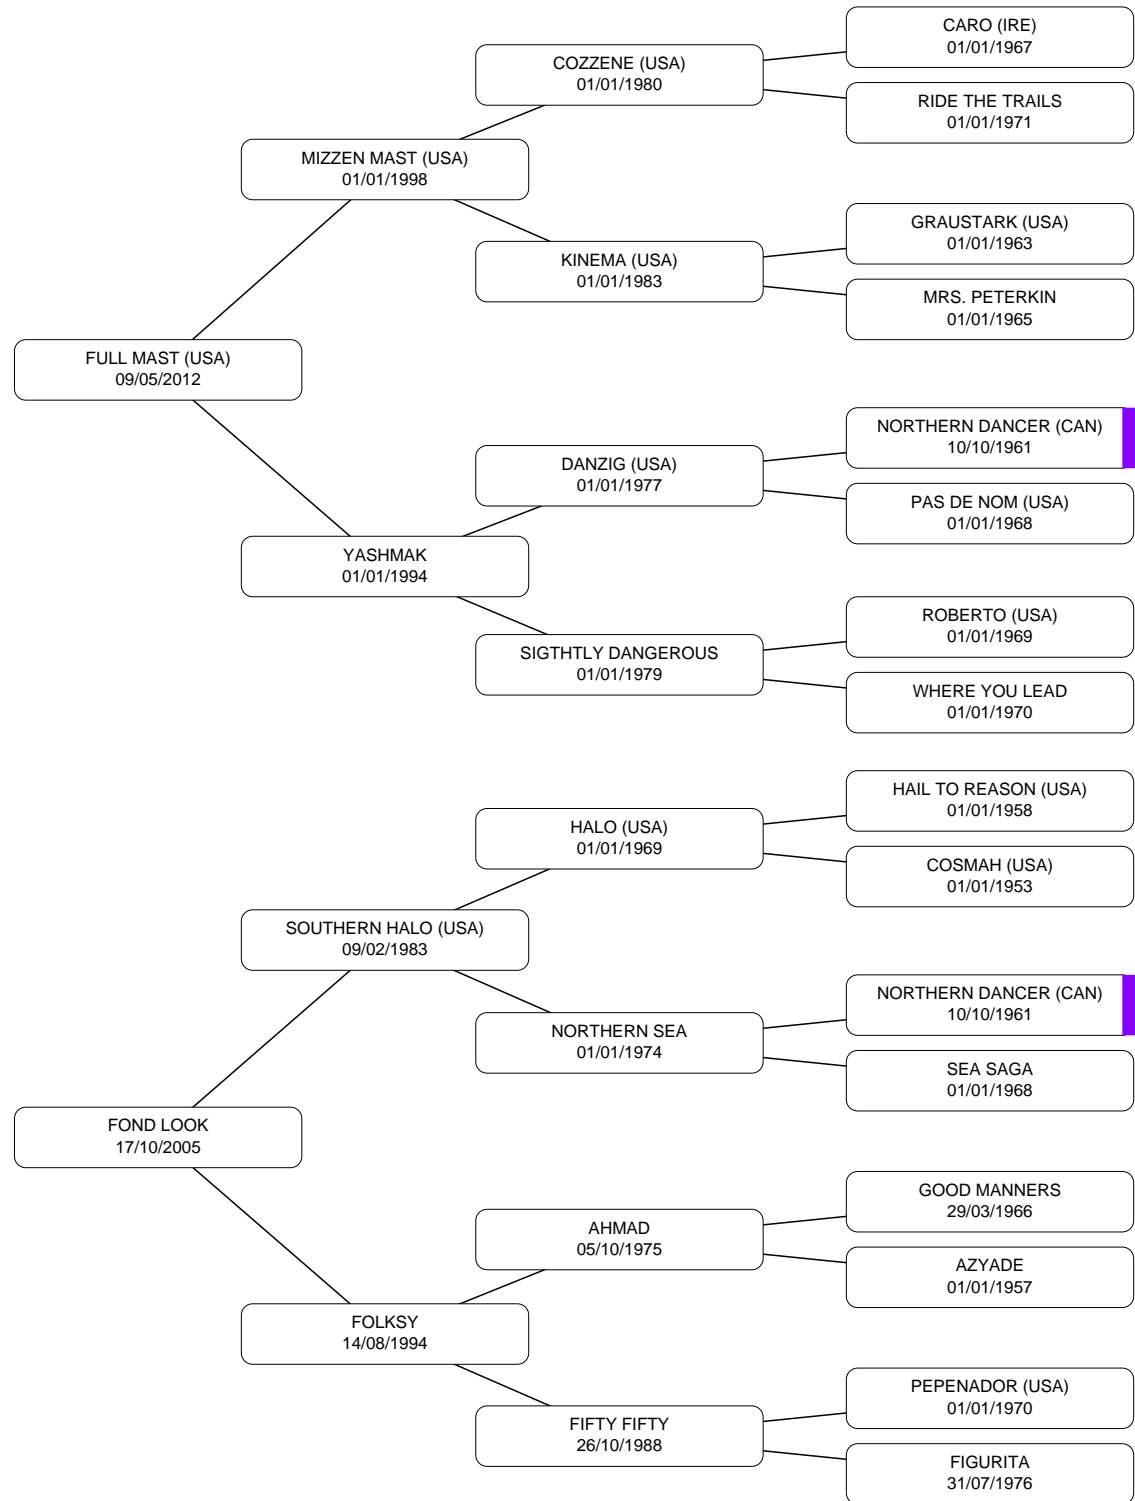 CARO (IRE)
01/01/1967
COZZENE (USA)
01/01/1980
RIDE THE TRAILS
01/01/1971
MIZZEN MAST (USA)
01/01/1998
GRAUSTARK (USA)
01/01/1963
KINEMA (USA)
01/01/1983
MRS. PETERKIN
01/01/1965
FULL MAST (USA)
09/05/2012
NORTHERN DANCER (CAN)
10/10/1961
DANZIG (USA)
01/01/1977
PAS DE NOM (USA)
01/01/1968
YASHMAK
01/01/1994
ROBERTO (USA)
01/01/1969
SIGTHTLY DANGEROUS
01/01/1979
WHERE YOU LEAD
01/01/1970
HAIL TO REASON (USA)
01/01/1958
HALO (USA)
01/01/1969
COSMAH (USA)
01/01/1953
SOUTHERN HALO (USA)
09/02/1983
NORTHERN DANCER (CAN)
10/10/1961
NORTHERN SEA
01/01/1974
SEA SAGA
01/01/1968
FOND LOOK
17/10/2005
GOOD MANNERS
29/03/1966
AHMAD
05/10/1975
AZYADE
01/01/1957
FOLKSY
14/08/1994
PEPENADOR (USA)
01/01/1970
FIFTY FIFTY
26/10/1988
FIGURITA
31/07/1976